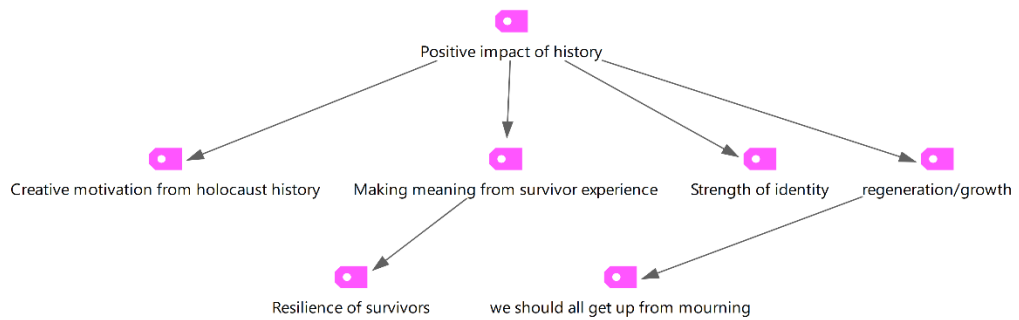 Positive impact of history
Creative motivation from holocaust history
Making meaning from survivor experience
Strength of identity
regeneration/growth
Resilience of survivors
we should all get up from mourning